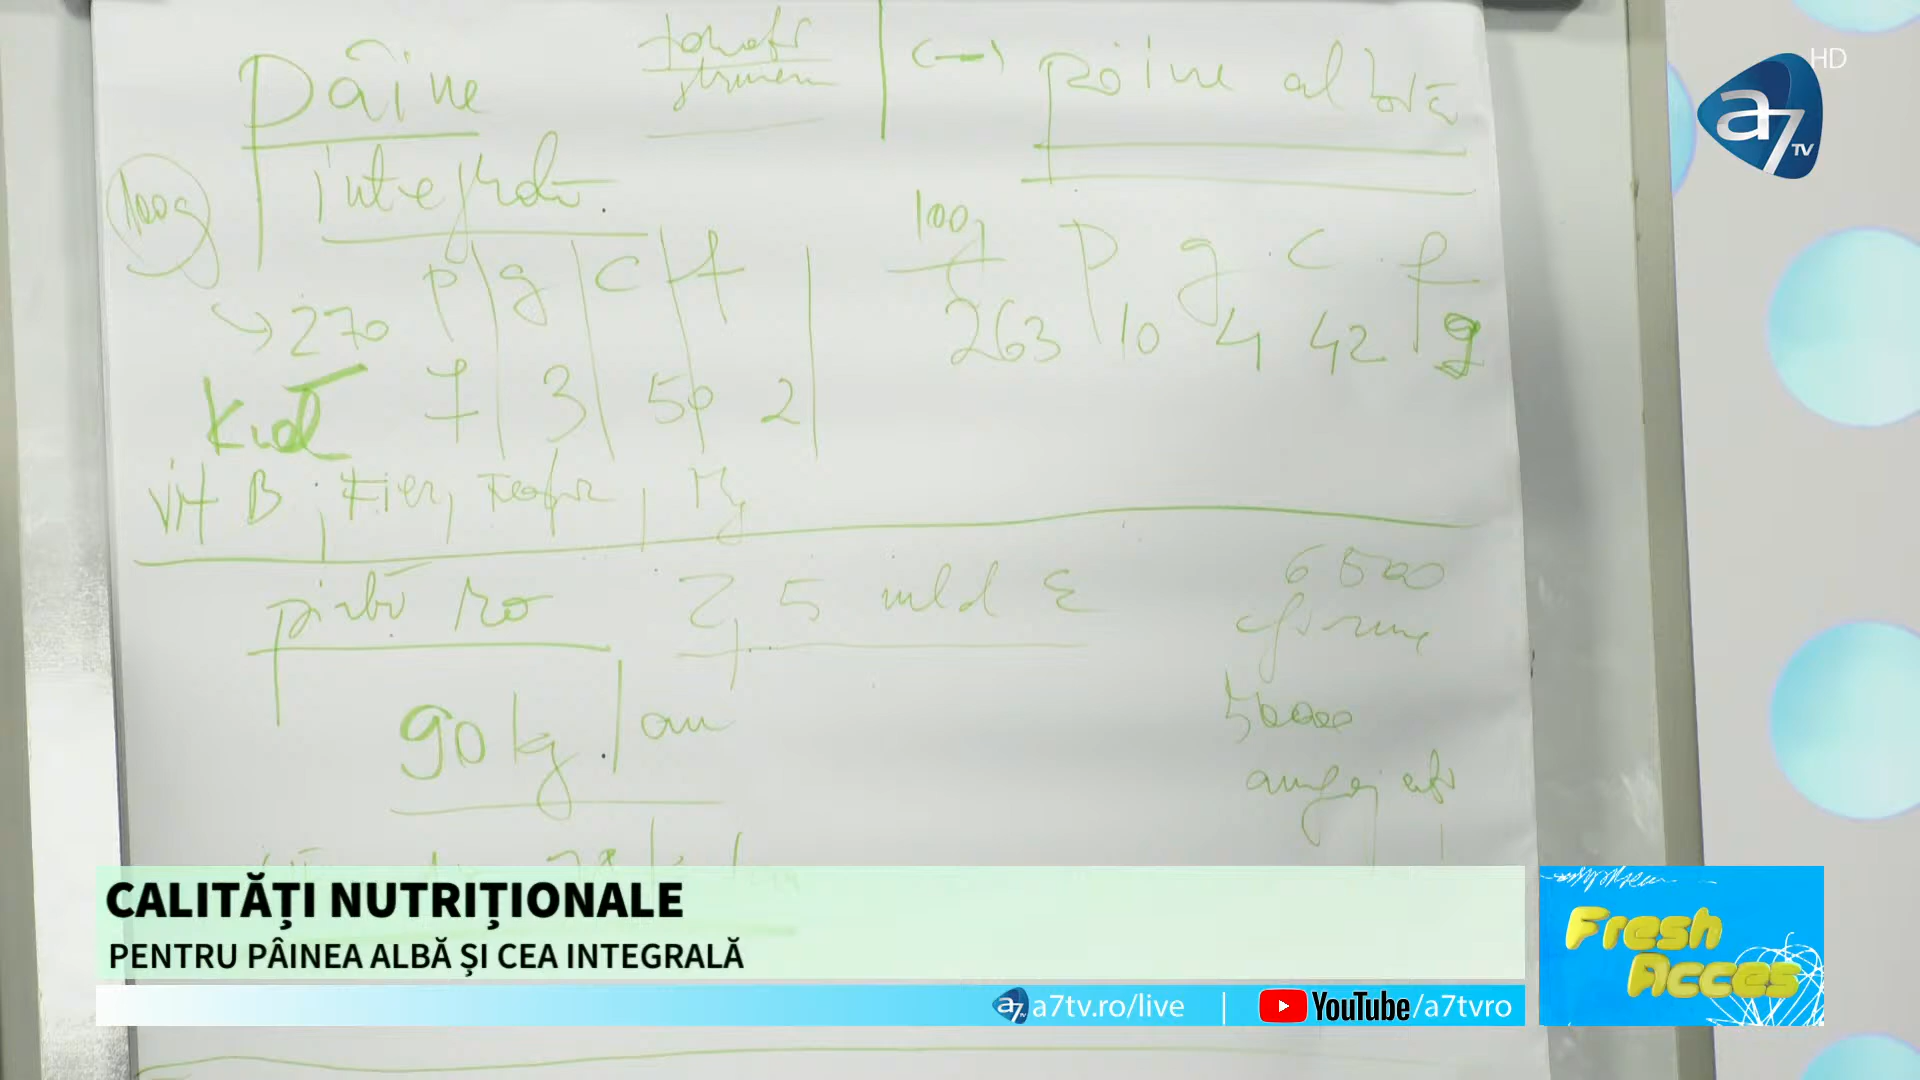 pâine
integrală.
100g
p g c f
270
7 3 50 2
kcal
vit B, Fier, Fosfor, Mg
pâine albă
100g
p g c f
263 10 4 42 9
2,5 mld €
6500
firme
50000
angajați
90 kg / an
HD
a7 TV
CALITĂȚI NUTRIȚIONALE
PENTRU PÂINEA ALBĂ ȘI CEA INTEGRALĂ
Fresh
Acces
a7tv.ro/live | YouTube/a7tvro